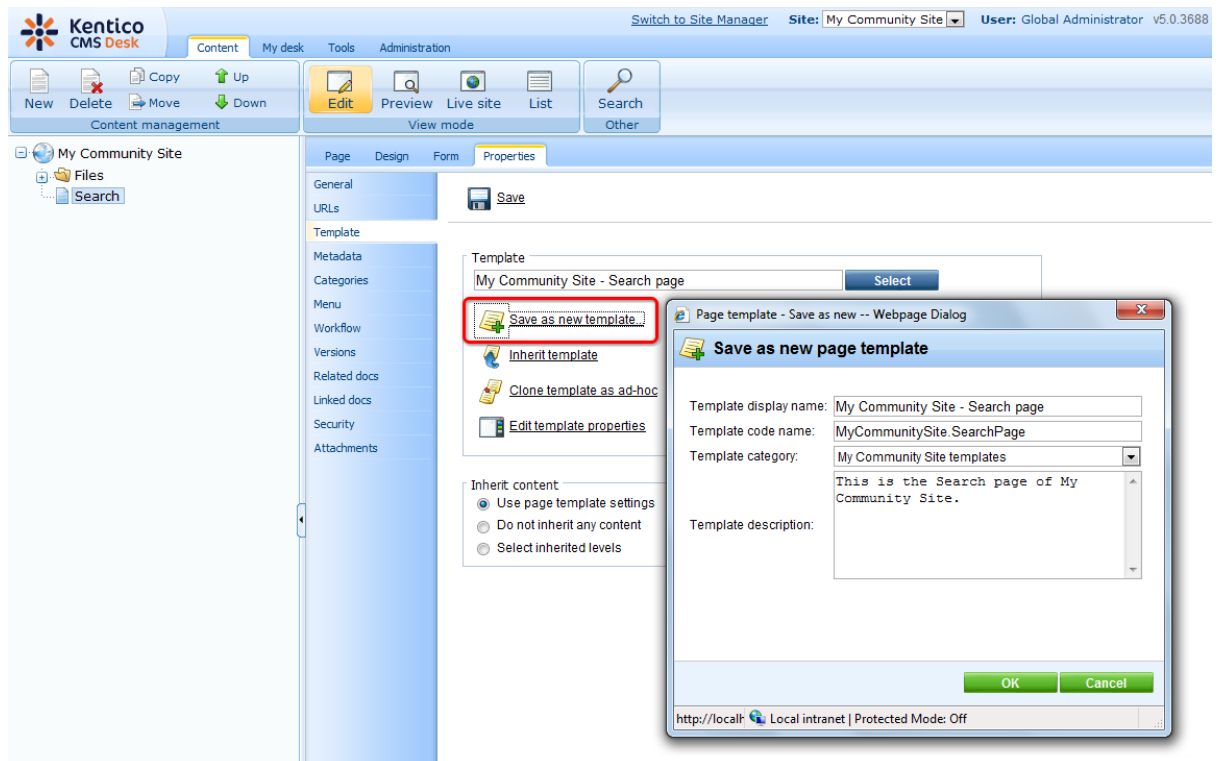 Kentico
CMS Desk
Switch to Site Manager Site: My Community Site User: Global Administrator v5.0.3688
Content My desk Tools Administration
New Delete Copy Move Up Down
Content management
Edit Preview Live site List
View mode
Search
Other
My Community Site
Files
Search
Page Design Form Properties
General
URLs
Template
Metadata
Categories
Menu
Workflow
Versions
Related docs
Linked docs
Security
Attachments
Save
Template
My Community Site - Search page Select
Save as new template...
Inherit template
Clone template as ad-hoc
Edit template properties
Inherit content
Use page template settings
Do not inherit any content
Select inherited levels
Page template - Save as new -- Webpage Dialog
x
Save as new page template
Template display name: My Community Site - Search page
Template code name: MyCommunitySite.SearchPage
Template category: My Community Site templates
Template description: This is the Search page of My
Community Site.
OK Cancel
http://localh Local intranet | Protected Mode: Off